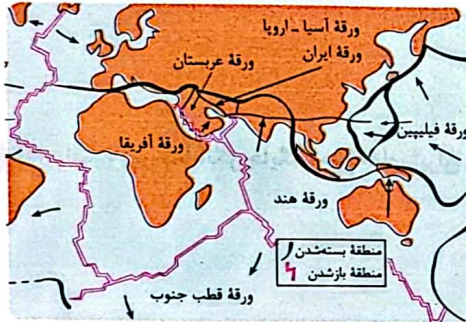 ورقهٔ آسیا - اروپا
ورقهٔ ایران
ورقهٔ عربستان
ورقهٔ فیلیپین
ورقهٔ آفریقا
ورقهٔ هند
منطقهٔ بسته‌شدن
منطقهٔ بازشدن
ورقهٔ قطب جنوب